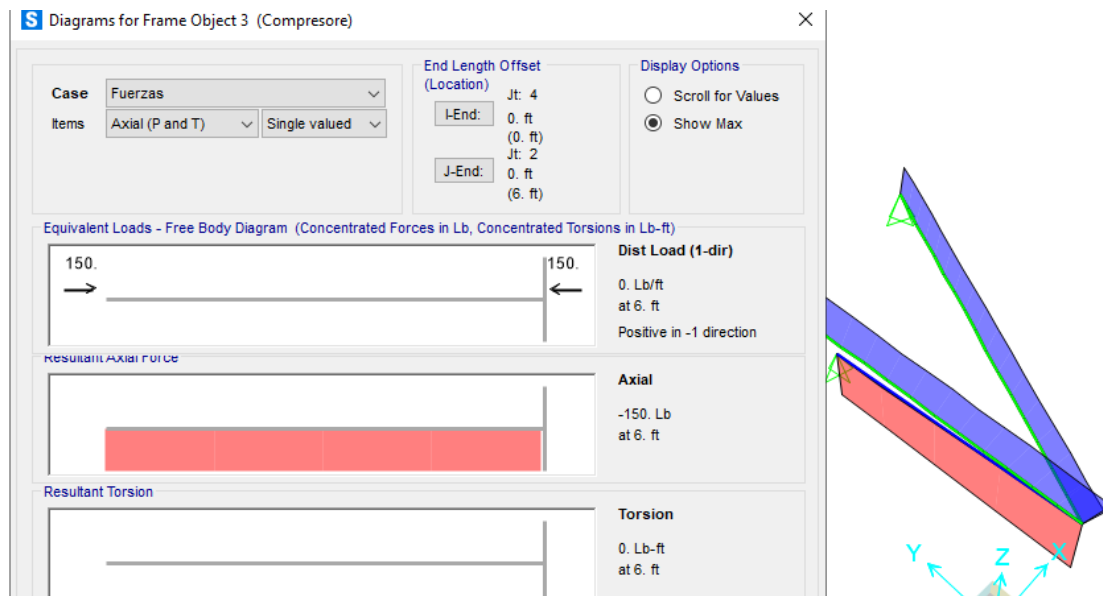 S Diagrams for Frame Object 3 (Compresore)
Case Fuerzas
Items Axial (P and T) Single valued
End Length Offset
(Location)
Jt: 4
I-End: 0. ft
(0. ft)
Jt: 2
J-End: 0. ft
(6. ft)
Display Options
Scroll for Values
Show Max
Equivalent Loads - Free Body Diagram (Concentrated Forces in Lb, Concentrated Torsions in Lb-ft)
150. 150.
Dist Load (1-dir)
0. Lb/ft
at 6. ft
Positive in -1 direction
Resultant Axial Force
Axial
-150. Lb
at 6. ft
Resultant Torsion
Torsion
0. Lb-ft
at 6. ft
Y Z X